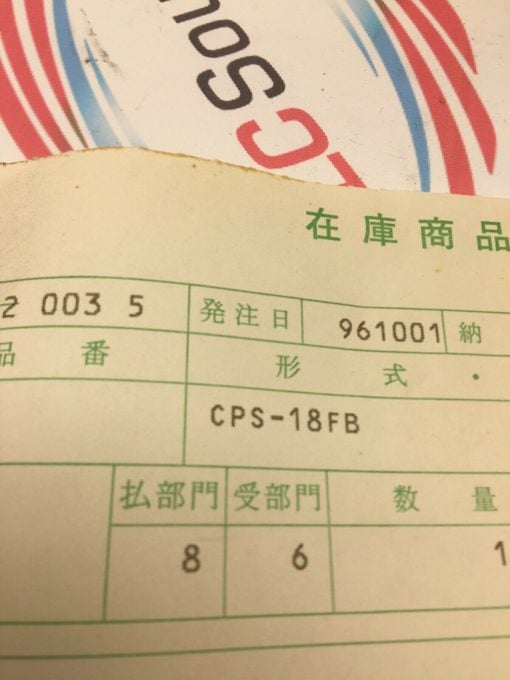 Sou
C
在庫商品
2 003 5 発注日 961001 納
品番 形式・
CPS-18FB
払部門 受部門 数量
8 6 1